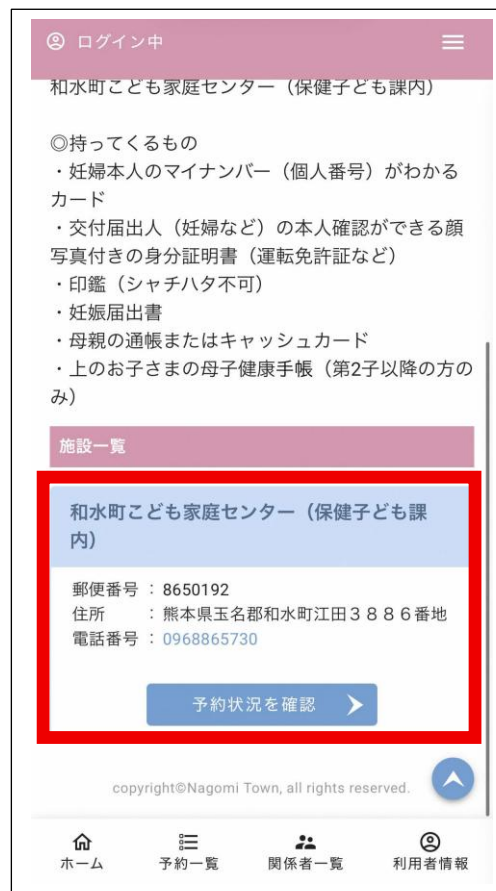 ログイン中
和水町こども家庭センター（保健子ども課内）
◎持ってくるもの
・妊婦本人のマイナンバー（個人番号）がわかる
カード
・交付届出人（妊婦など）の本人確認ができる顔
写真付きの身分証明書（運転免許証など）
・印鑑（シャチハタ不可）
・妊娠届出書
・母親の通帳またはキャッシュカード
・上のお子さまの母子健康手帳（第2子以降の方の
み）
施設一覧
和水町こども家庭センター（保健子ども課
内）
郵便番号 ： 8650192
住所 ： 熊本県玉名郡和水町江田３８８６番地
電話番号 ： 0968865730
予約状況を確認
copyright©Nagomi Town, all rights reserved.
ホーム 予約一覧 関係者一覧 利用者情報